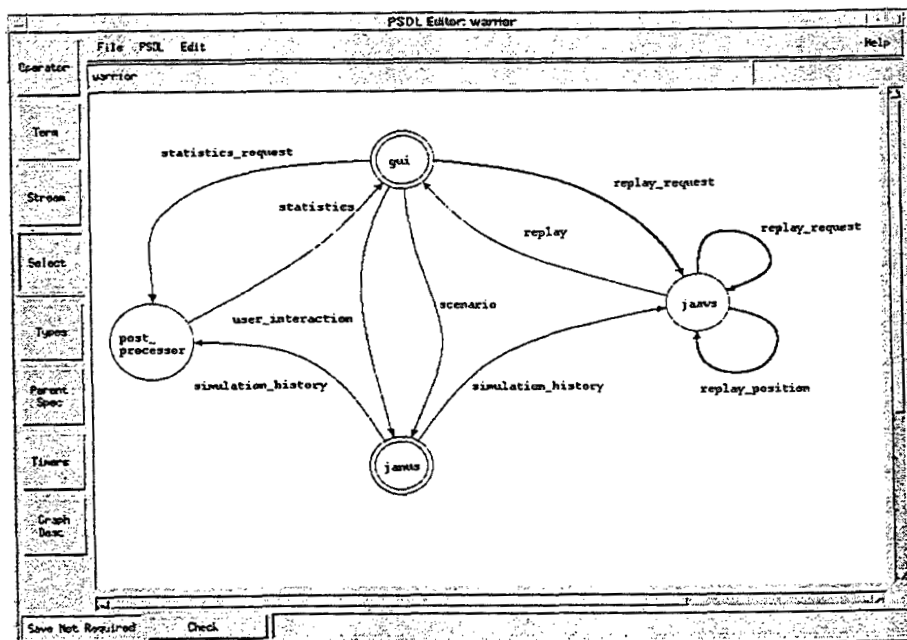 PSDL Editor: warrior
File PSDL Edit Help
warrior
Operator
Term
Stream
Select
Types
Parent
Spec
Timers
Graph
Desc
statistics_request
gui
replay_request
statistics
replay
replay_request
janus
user_interaction
scenario
post_
processor
simulation_history
simulation_history
replay_position
janus
Save Not Required Check